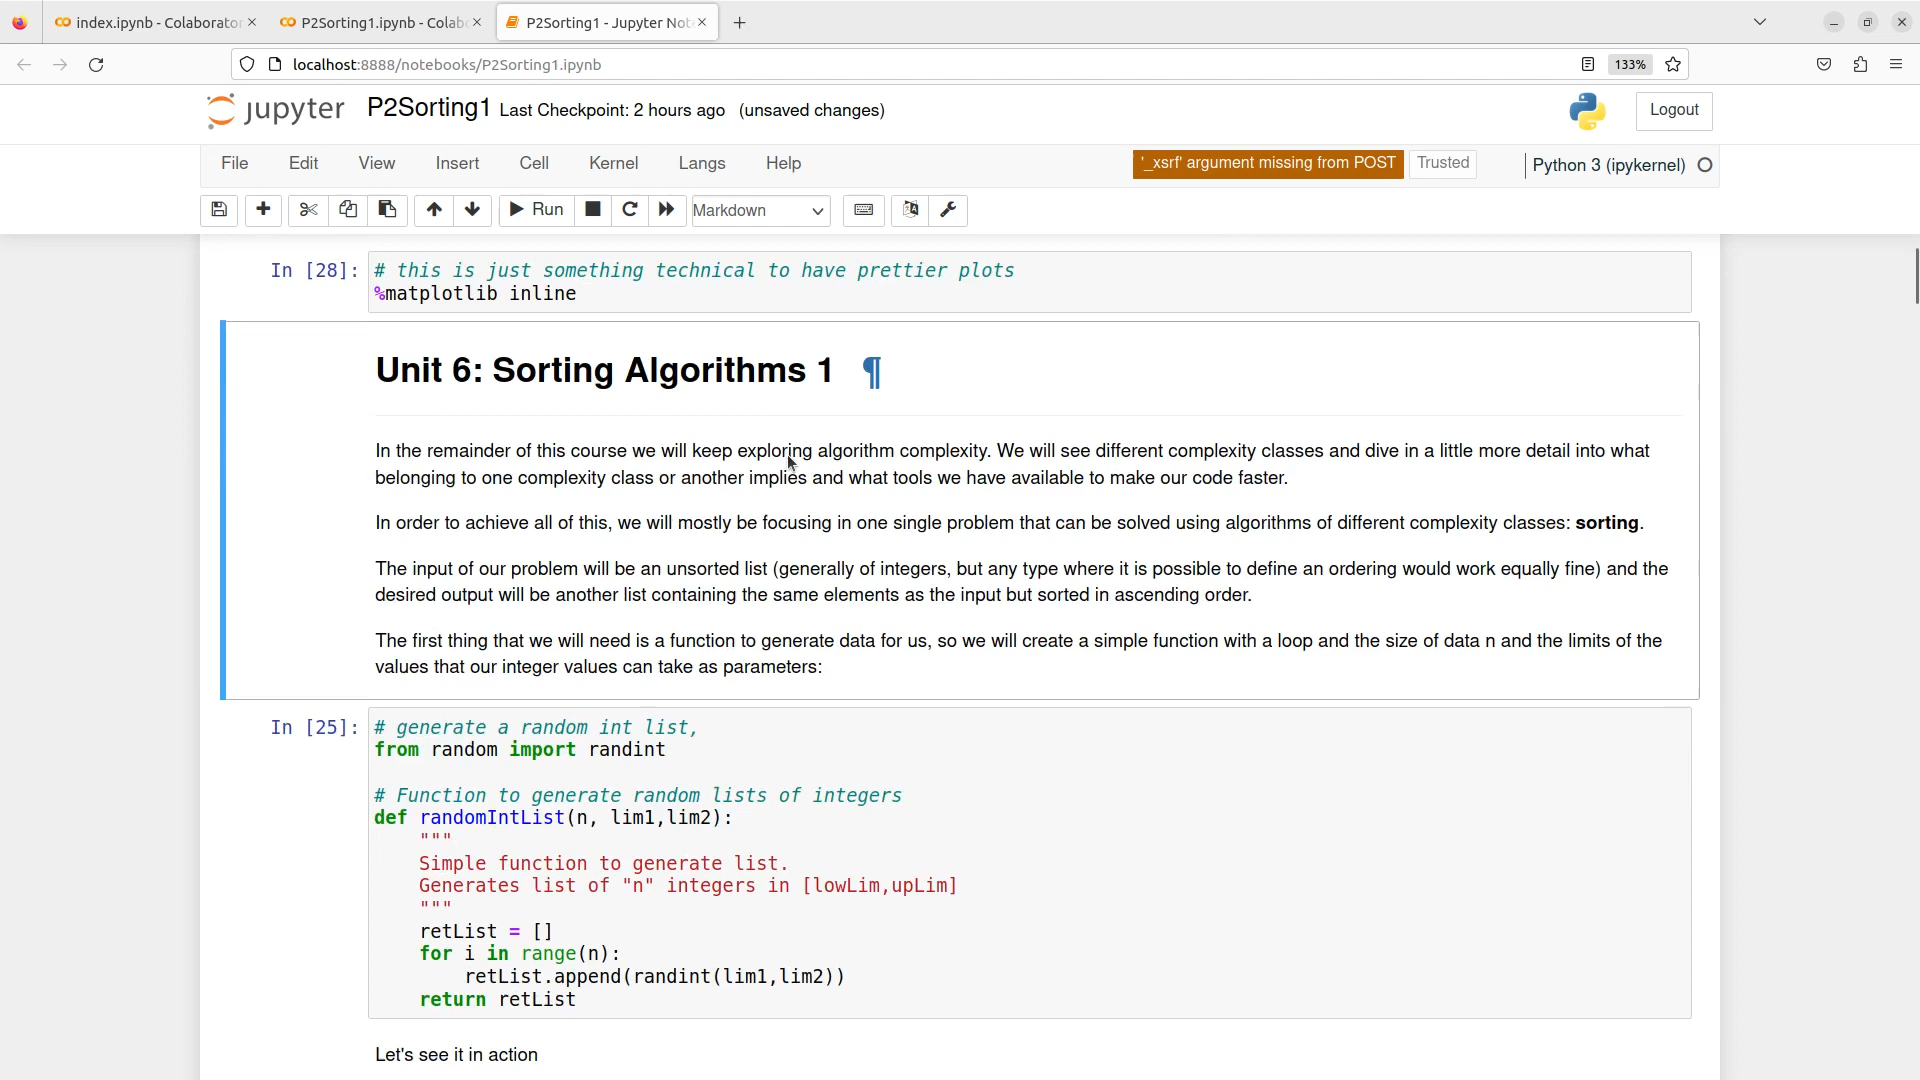 index.ipynb - Colaborator
P2Sorting1.ipynb - Colab
P2Sorting1 - Jupyter Not
localhost:8888/notebooks/P2Sorting1.ipynb
133%
jupyter
P2Sorting1 Last Checkpoint: 2 hours ago (unsaved changes)
Logout
File Edit View Insert Cell Kernel Langs Help
'_xsrf' argument missing from POST
Trusted
Python 3 (ipykernel)
Run
Markdown
In [28]: # this is just something technical to have prettier plots
%matplotlib inline
Unit 6: Sorting Algorithms 1 ¶
In the remainder of this course we will keep exploring algorithm complexity. We will see different complexity classes and dive in a little more detail into what
belonging to one complexity class or another implies and what tools we have available to make our code faster.
In order to achieve all of this, we will mostly be focusing in one single problem that can be solved using algorithms of different complexity classes: sorting.
The input of our problem will be an unsorted list (generally of integers, but any type where it is possible to define an ordering would work equally fine) and the
desired output will be another list containing the same elements as the input but sorted in ascending order.
The first thing that we will need is a function to generate data for us, so we will create a simple function with a loop and the size of data n and the limits of the
values that our integer values can take as parameters:
In [25]: # generate a random int list,
from random import randint
# Function to generate random lists of integers
def randomIntList(n, lim1,lim2):
    """
    Simple function to generate list.
    Generates list of "n" integers in [lowLim,upLim]
    """
    retList = []
    for i in range(n):
        retList.append(randint(lim1,lim2))
    return retList
Let's see it in action